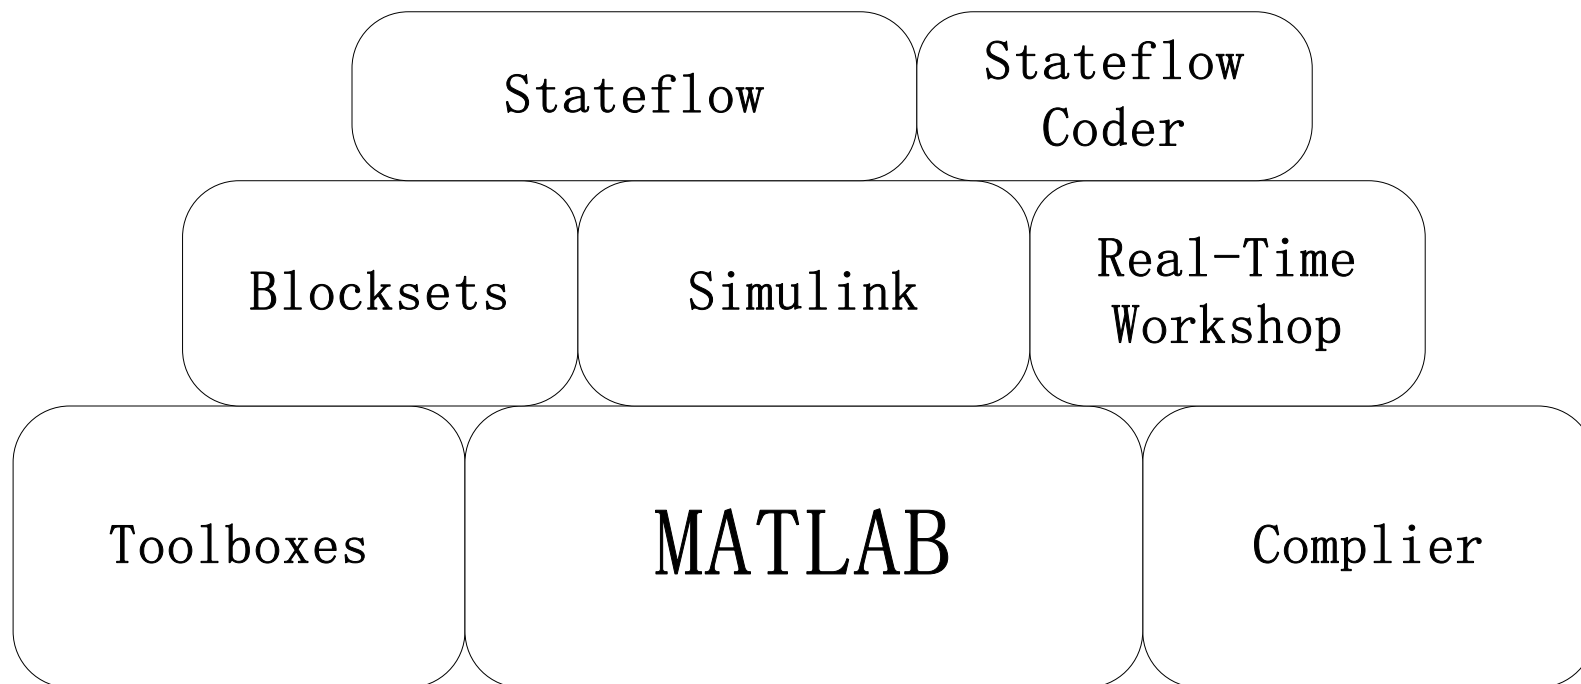 Stateflow
Stateflow
Coder
Blocksets
Simulink
Real-Time
Workshop
Toolboxes
MATLAB
Complier